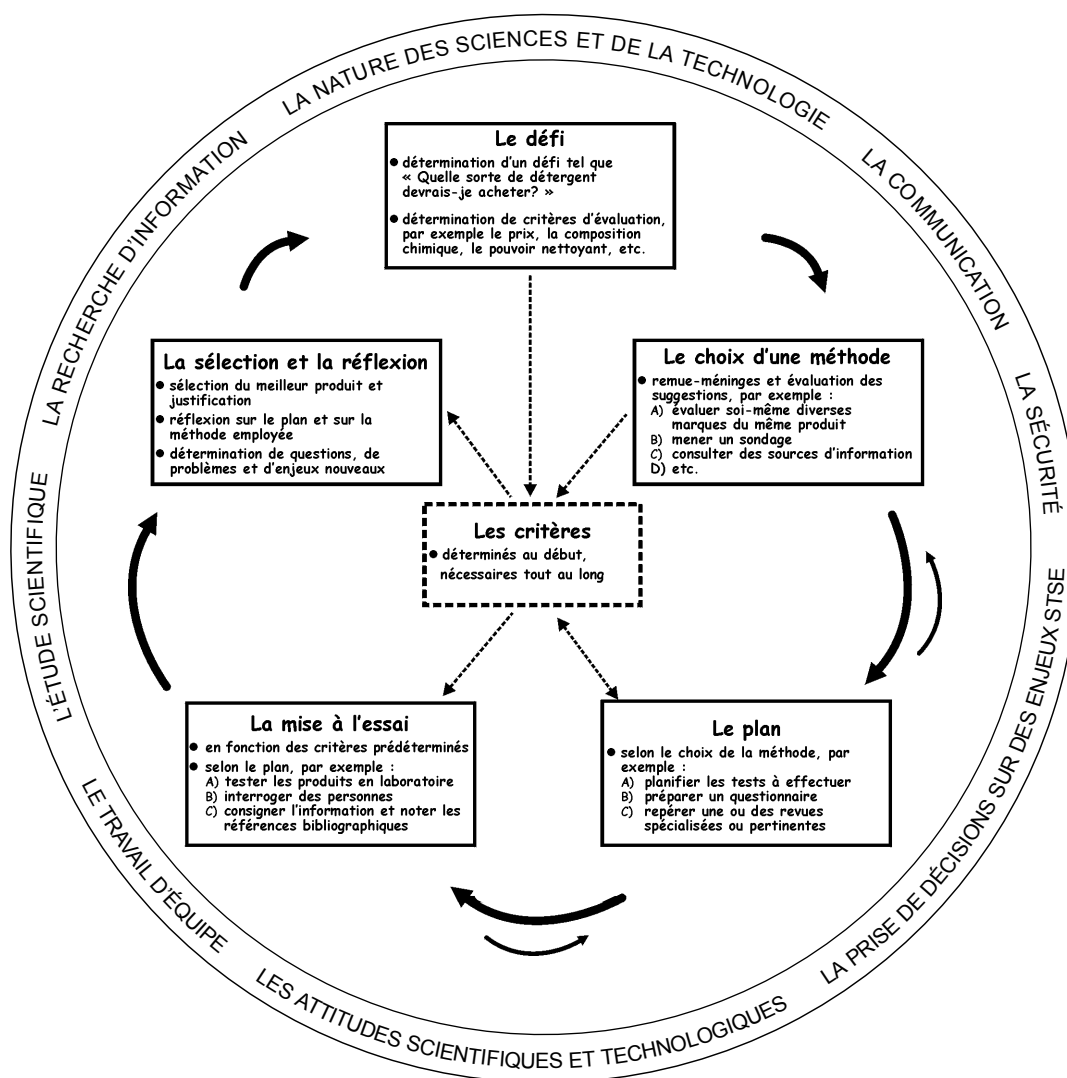 LA NATURE DES SCIENCES ET DE LA TECHNOLOGIE
LA COMMUNICATION
LA SÉCURITÉ
LA PRISE DE DÉCISIONS SUR DES ENJEUX STSE
LES ATTITUDES SCIENTIFIQUES ET TECHNOLOGIQUES
LE TRAVAIL D'ÉQUIPE
L'ÉTUDE SCIENTIFIQUE
LA RECHERCHE D'INFORMATION
Le défi
● détermination d'un défi tel que
« Quelle sorte de détergent
devrais-je acheter? »
● détermination de critères d'évaluation,
par exemple le prix, la composition
chimique, le pouvoir nettoyant, etc.
Le choix d'une méthode
● remue-méninges et évaluation des
suggestions, par exemple :
A) évaluer soi-même diverses
marques du même produit
B) mener un sondage
C) consulter des sources d'information
D) etc.
Le plan
● selon le choix de la méthode, par
exemple :
A) planifier les tests à effectuer
B) préparer un questionnaire
C) repérer une ou des revues
spécialisées ou pertinentes
La mise à l'essai
● en fonction des critères prédéterminés
● selon le plan, par exemple :
A) tester les produits en laboratoire
B) interroger des personnes
C) consigner l'information et noter les
références bibliographiques
La sélection et la réflexion
● sélection du meilleur produit et
justification
● réflexion sur le plan et sur la
méthode employée
● détermination de questions, de
problèmes et d'enjeux nouveaux
Les critères
● déterminés au début,
nécessaires tout au long